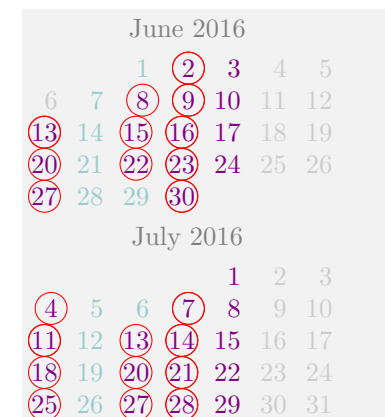 June 2016
1 2 3 4 5
6 7 8 9 10 11 12
13 14 15 16 17 18 19
20 21 22 23 24 25 26
27 28 29 30
July 2016
1 2 3
4 5 6 7 8 9 10
11 12 13 14 15 16 17
18 19 20 21 22 23 24
25 26 27 28 29 30 31